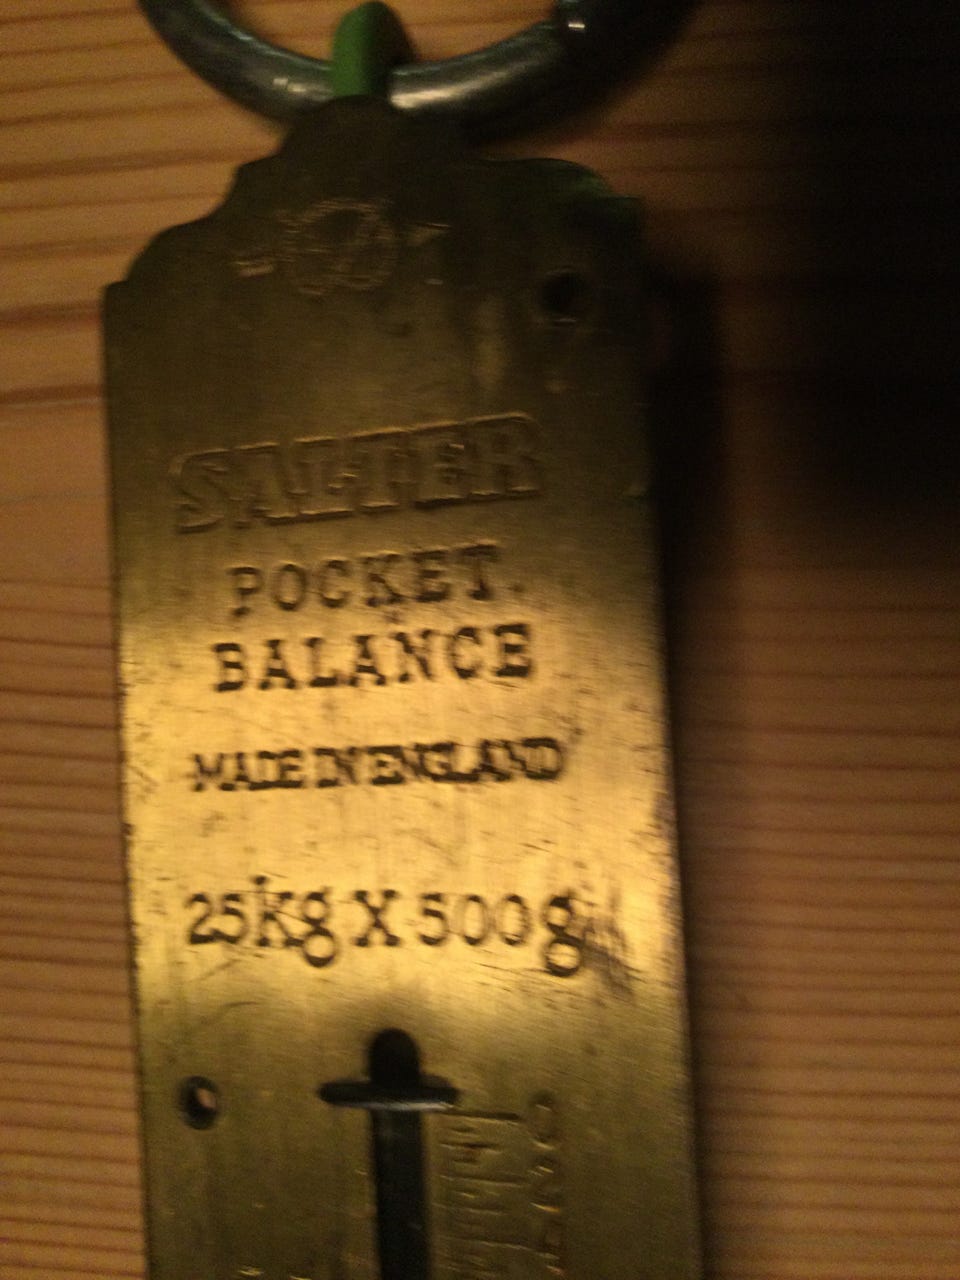 SALTER
POCKET
BALANCE
MADE IN ENGLAND
25kg X 500g